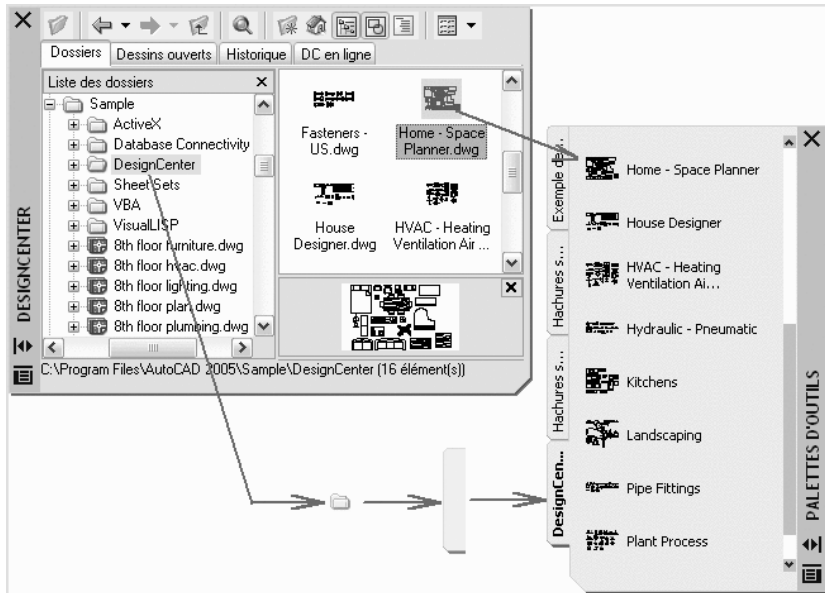 Dossiers
Dessins ouverts
Historique
DC en ligne
Liste des dossiers
Sample
ActiveX
Database Connectivity
DesignCenter
Sheet Sets
VBA
VisualLISP
8th floor furniture.dwg
8th floor hvac.dwg
8th floor lighting.dwg
8th floor plan.dwg
8th floor plumbing.dwg
Fasteners -
US.dwg
Home - Space
Planner.dwg
House
Designer.dwg
HVAC - Heating
Ventilation Air ...
C:\Program Files\AutoCAD 2005\Sample\DesignCenter (16 élément(s))
DESIGNCENTER
Exemple de ...
Hachures s...
Hachures s...
DesignCen...
Home - Space Planner
House Designer
HVAC - Heating
Ventilation Ai...
Hydraulic - Pneumatic
Kitchens
Landscaping
Pipe Fittings
Plant Process
PALETTES D'OUTILS